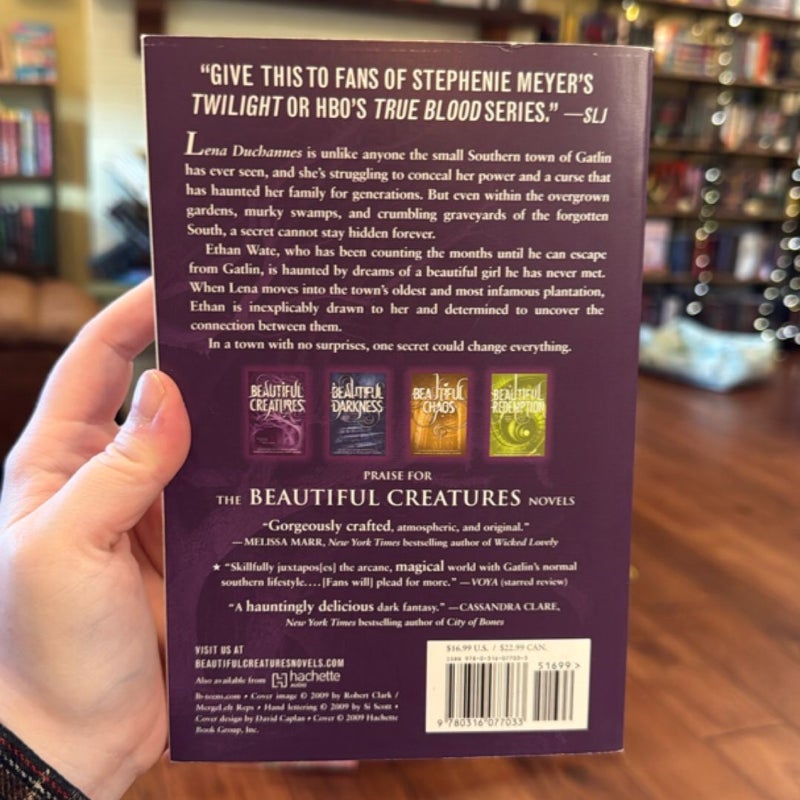 “GIVE THIS TO FANS OF STEPHENIE MEYER’S
TWILIGHT OR HBO’S TRUE BLOOD SERIES.” —SLJ
Lena Duchannes is unlike anyone the small Southern town of Gatlin
has ever seen, and she’s struggling to conceal her power and a curse that
has haunted her family for generations. But even within the overgrown
gardens, murky swamps, and crumbling graveyards of the forgotten
South, a secret cannot stay hidden forever.
Ethan Wate, who has been counting the months until he can escape
from Gatlin, is haunted by dreams of a beautiful girl he has never met.
When Lena moves into the town’s oldest and most infamous plantation,
Ethan is inexplicably drawn to her and determined to uncover the
connection between them.
In a town with no surprises, one secret could change everything.
BEAUTIFUL
CREATURES
BEAUTIFUL
DARKNESS
BEAUTIFUL
CHAOS
BEAUTIFUL
REDEMPTION
PRAISE FOR
THE BEAUTIFUL CREATURES NOVELS
“Gorgeously crafted, atmospheric, and original.”
—MELISSA MARR, New York Times bestselling author of Wicked Lovely
★ “Skillfully juxtapos[es] the arcane, magical world with Gatlin’s normal
southern lifestyle.... [Fans will] plead for more.” —VOYA (starred review)
“A hauntingly delicious dark fantasy.” —CASSANDRA CLARE,
New York Times bestselling author of City of Bones
VISIT US AT
BEAUTIFULCREATURESNOVELS.COM
Also available from hachette
AUDIO
lb-teens.com • Cover image © 2009 by Robert Clark /
MergeLeft Reps • Hand lettering © 2009 by Si Scott •
Cover design by David Caplan • Cover © 2009 Hachette
Book Group, Inc.
$16.99 U.S. / $22.99 CAN.
ISBN 978-0-316-07703-3
51699 >
9 780316 077033